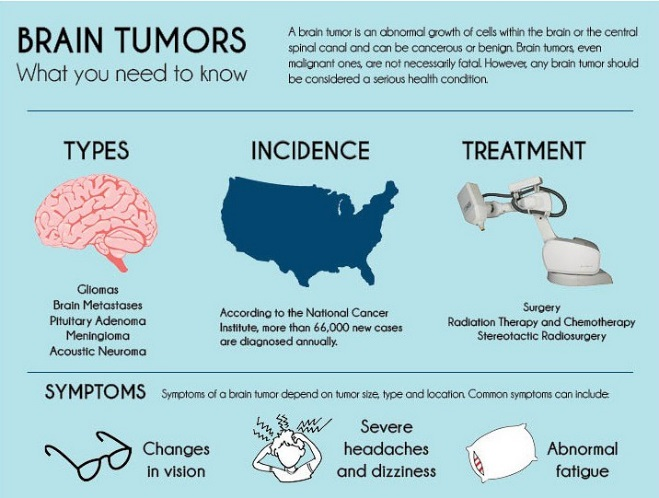 BRAIN TUMORS
What you need to know
A brain tumor is an abnormal growth of cells within the brain or the central
spinal canal and can be cancerous or benign. Brain tumors, even
malignant ones, are not necessarily fatal. However, any brain tumor should
be considered a serious health condition.
TYPES
Gliomas
Brain Metastases
Pituitary Adenoma
Meningioma
Acoustic Neuroma
INCIDENCE
According to the National Cancer
Institute, more than 66,000 new cases
are diagnosed annually.
TREATMENT
Surgery
Radiation Therapy and Chemotherapy
Stereotactic Radiosurgery
SYMPTOMS
Symptoms of a brain tumor depend on tumor size, type and location. Common symptoms can include:
Changes
in vision
Severe
headaches
and dizziness
Abnormal
fatigue